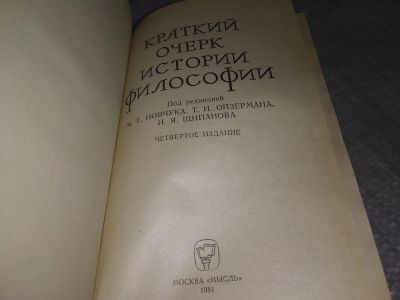 КРАТКИЙ
ОЧЕРК
ИСТОРИИ
ФИЛОСОФИИ
Под редакцией
М. Т. ИОВЧУКА, Т. И. ОЙЗЕРМАНА,
И. Я. ЩИПАНОВА
ЧЕТВЕРТОЕ ИЗДАНИЕ
МОСКВА «МЫСЛЬ»
1981